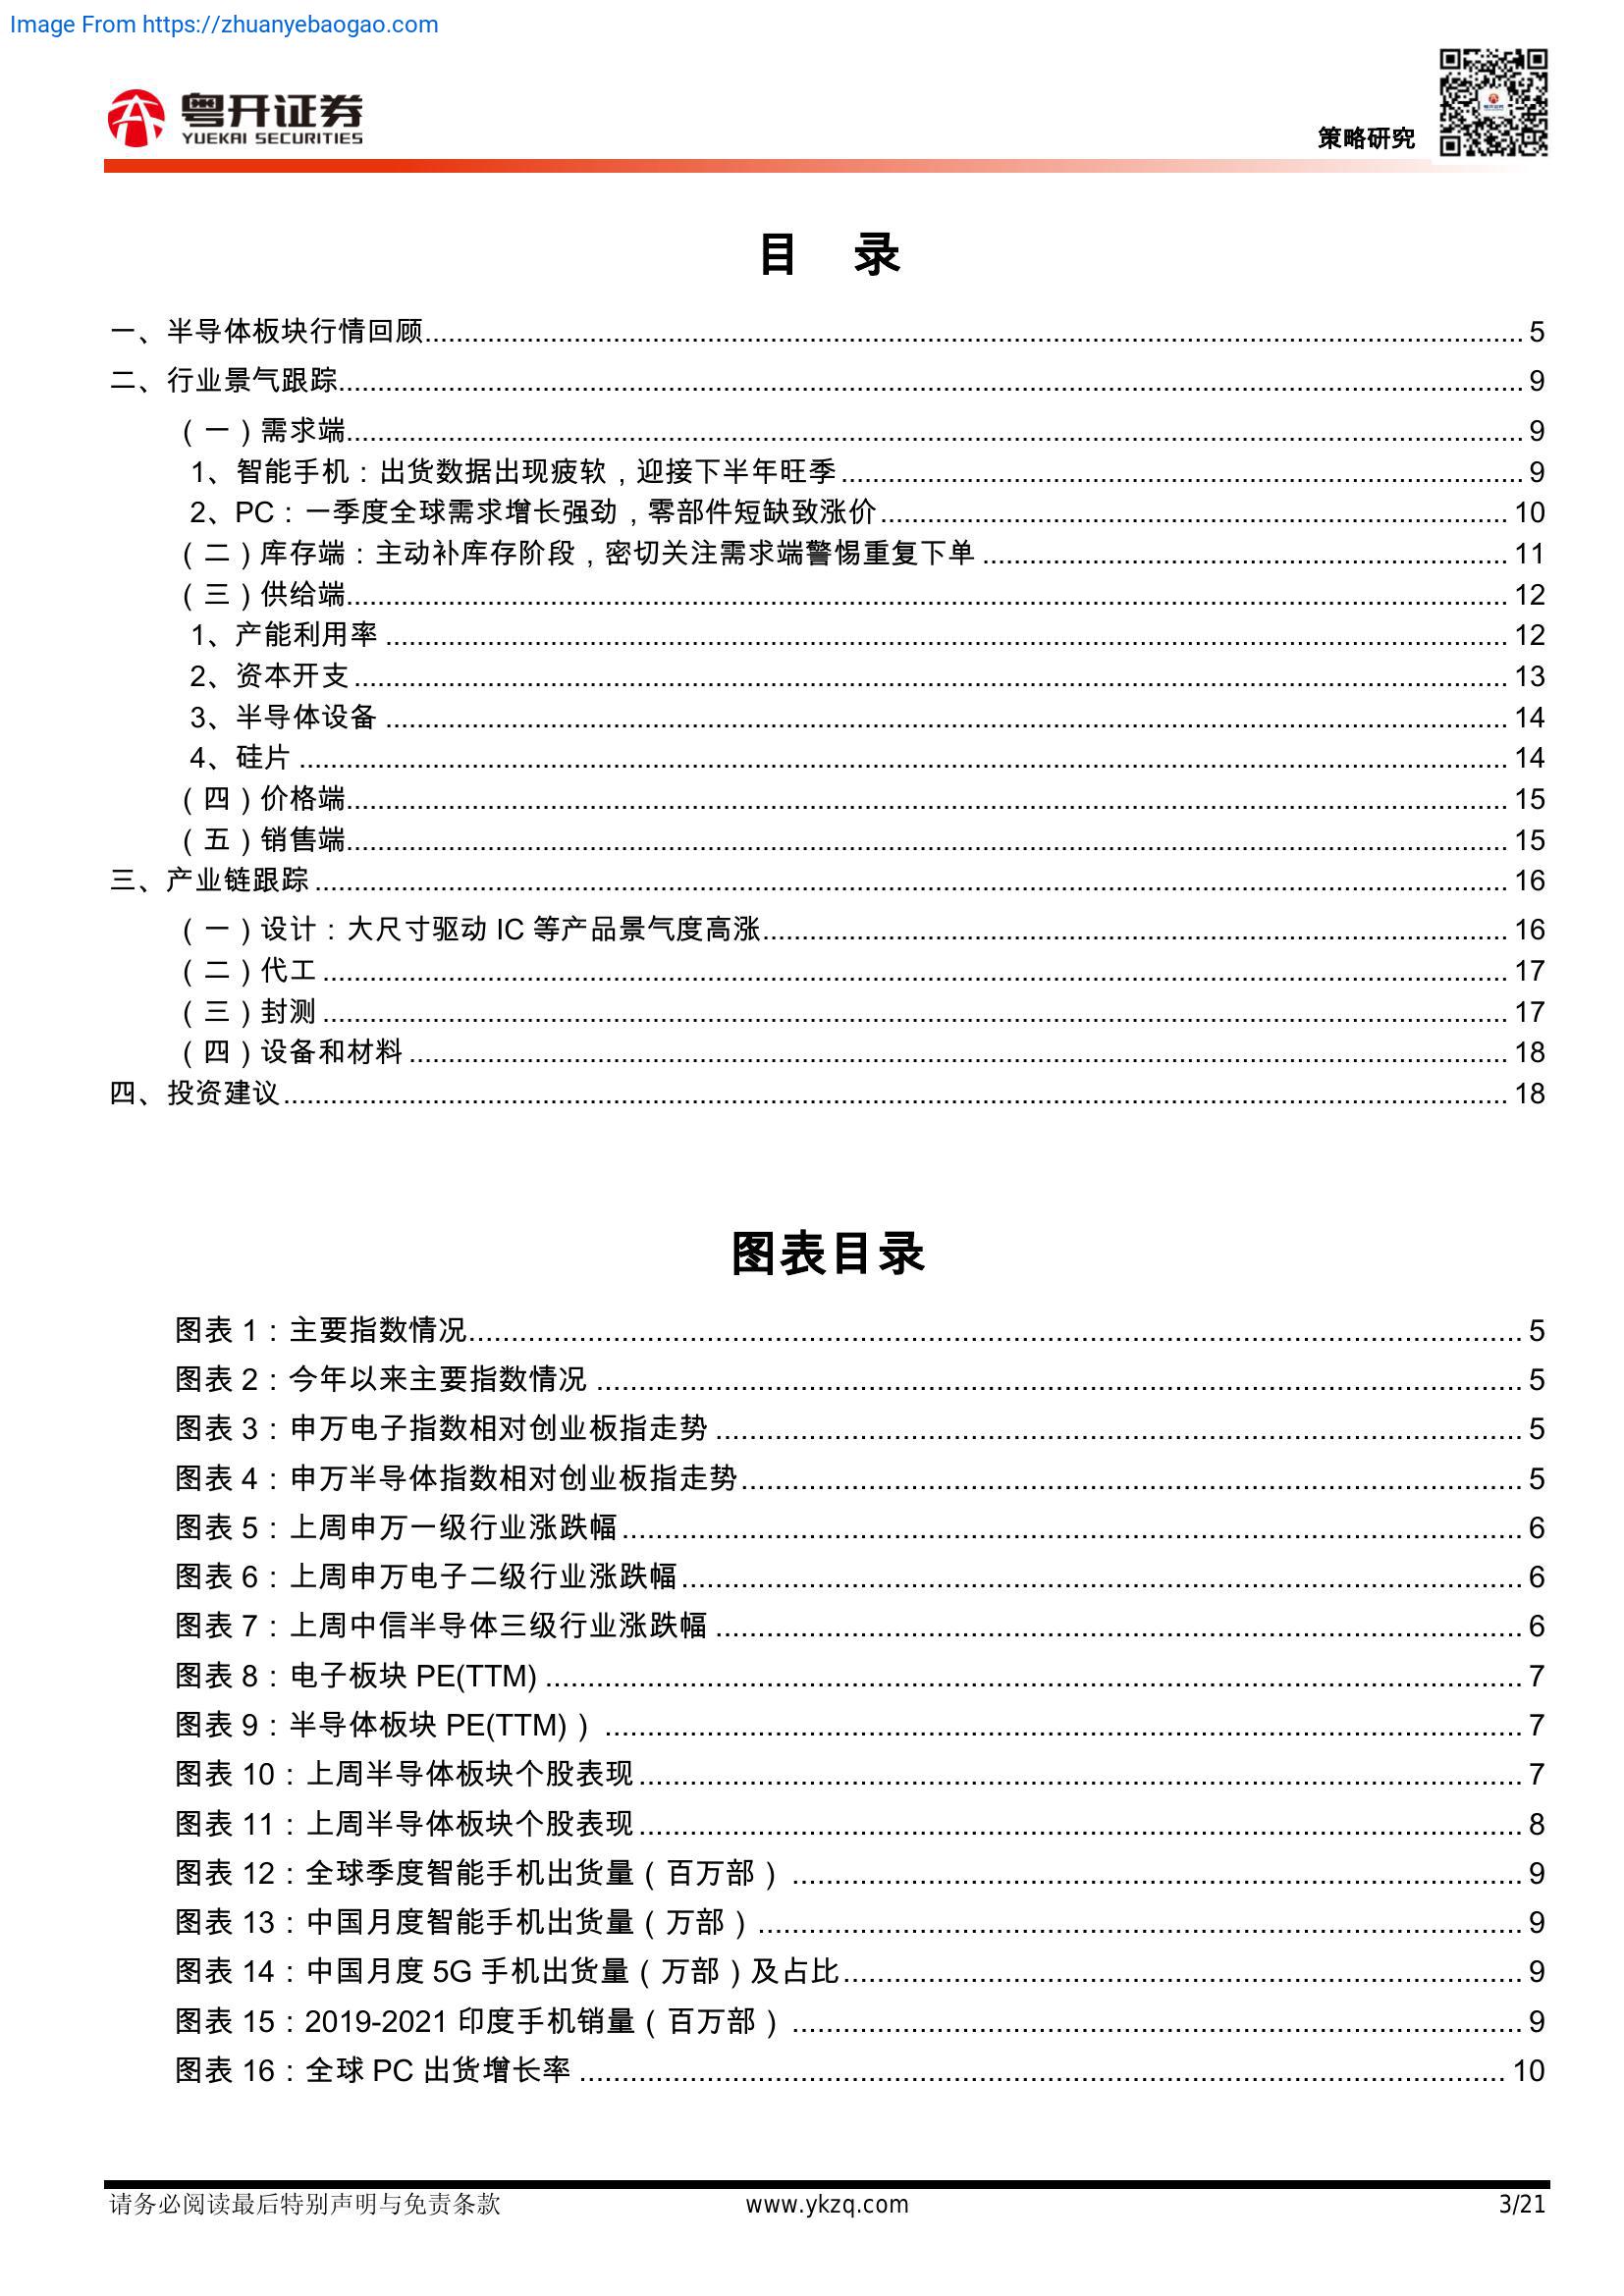 Image From https://zhuanyebaogao.com
粤开证券
YUEKAI SECURITIES
策略研究
目 录
一、半导体板块行情回顾 5
二、行业景气跟踪 9
（一）需求端 9
1、智能手机：出货数据出现疲软，迎接下半年旺季 9
2、PC：一季度全球需求增长强劲，零部件短缺致涨价 10
（二）库存端：主动补库存阶段，密切关注需求端警惕重复下单 11
（三）供给端 12
1、产能利用率 12
2、资本开支 13
3、半导体设备 14
4、硅片 14
（四）价格端 15
（五）销售端 15
三、产业链跟踪 16
（一）设计：大尺寸驱动 IC 等产品景气度高涨 16
（二）代工 17
（三）封测 17
（四）设备和材料 18
四、投资建议 18
图表目录
图表 1：主要指数情况 5
图表 2：今年以来主要指数情况 5
图表 3：申万电子指数相对创业板指走势 5
图表 4：申万半导体指数相对创业板指走势 5
图表 5：上周申万一级行业涨跌幅 6
图表 6：上周申万电子二级行业涨跌幅 6
图表 7：上周中信半导体三级行业涨跌幅 6
图表 8：电子板块 PE(TTM) 7
图表 9：半导体板块 PE(TTM)） 7
图表 10：上周半导体板块个股表现 7
图表 11：上周半导体板块个股表现 8
图表 12：全球季度智能手机出货量（百万部） 9
图表 13：中国月度智能手机出货量（万部） 9
图表 14：中国月度 5G 手机出货量（万部）及占比 9
图表 15：2019-2021 印度手机销量（百万部） 9
图表 16：全球 PC 出货增长率 10
请务必阅读最后特别声明与免责条款 www.ykzq.com 3/21